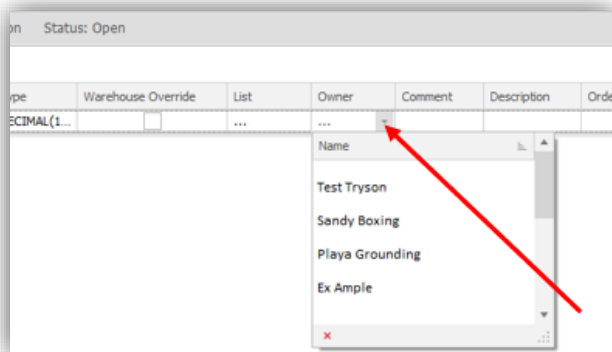 on Status: Open
ype Warehouse Override List Owner Comment Description Orde
ECIMAL(1... ... ...
Name
Test Tryson
Sandy Boxing
Playa Grounding
Ex Ample